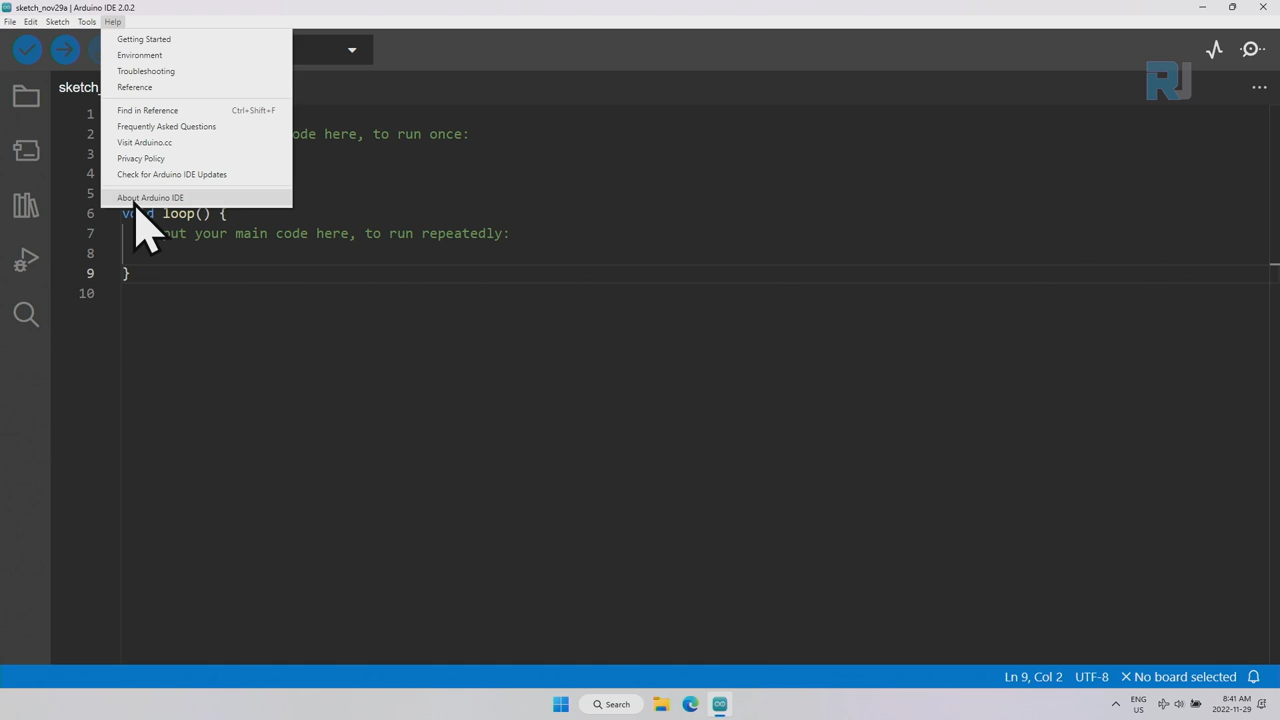 sketch_nov29a | Arduino IDE 2.0.2
File Edit Sketch Tools Help
Getting Started
Environment
Troubleshooting
Reference
Find in Reference Ctrl+Shift+F
Frequently Asked Questions
Visit Arduino.cc
Privacy Policy
Check for Arduino IDE Updates
About Arduino IDE
RJ
sketch_
1
2 ode here, to run once:
3
4
5
6 void loop() {
7 put your main code here, to run repeatedly:
8
9 }
10
Ln 9, Col 2 UTF-8 No board selected
Search
ENG
US
8:41 AM
2022-11-29